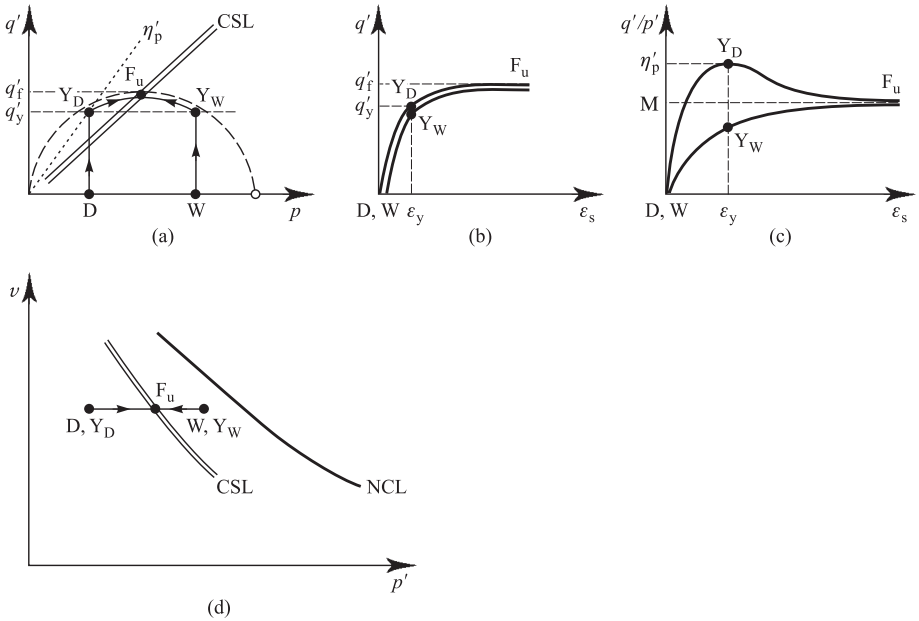 q′
CSL
η′p
q′f
Fu
q′y
YD
YW
D
W
p
(a)
q′
q′f
Fu
YD
q′y
YW
D, W
εy
εs
(b)
q′/p′
YD
η′p
Fu
M
YW
D, W
εy
εs
(c)
v
Fu
D, YD
W, YW
CSL
NCL
p′
(d)